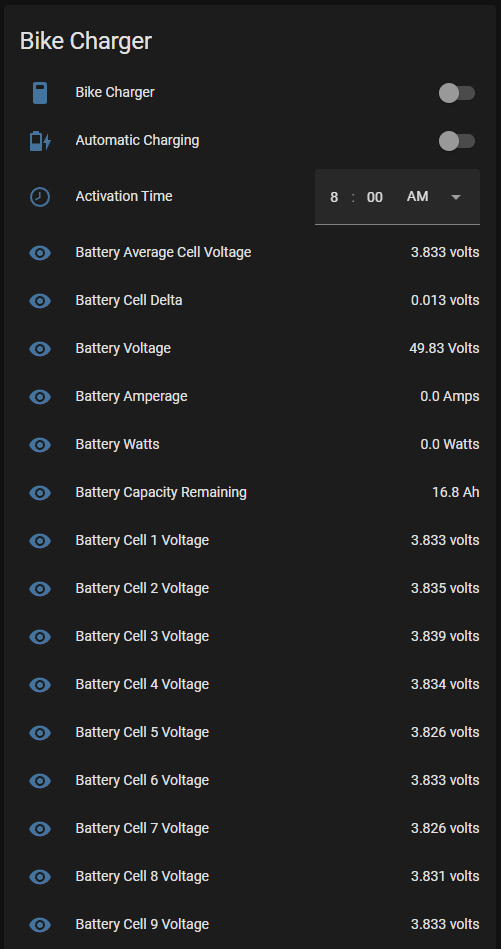 Bike Charger
Bike Charger
Automatic Charging
Activation Time 8 : 00 AM
Battery Average Cell Voltage 3.833 volts
Battery Cell Delta 0.013 volts
Battery Voltage 49.83 Volts
Battery Amperage 0.0 Amps
Battery Watts 0.0 Watts
Battery Capacity Remaining 16.8 Ah
Battery Cell 1 Voltage 3.833 volts
Battery Cell 2 Voltage 3.835 volts
Battery Cell 3 Voltage 3.839 volts
Battery Cell 4 Voltage 3.834 volts
Battery Cell 5 Voltage 3.826 volts
Battery Cell 6 Voltage 3.833 volts
Battery Cell 7 Voltage 3.826 volts
Battery Cell 8 Voltage 3.831 volts
Battery Cell 9 Voltage 3.833 volts